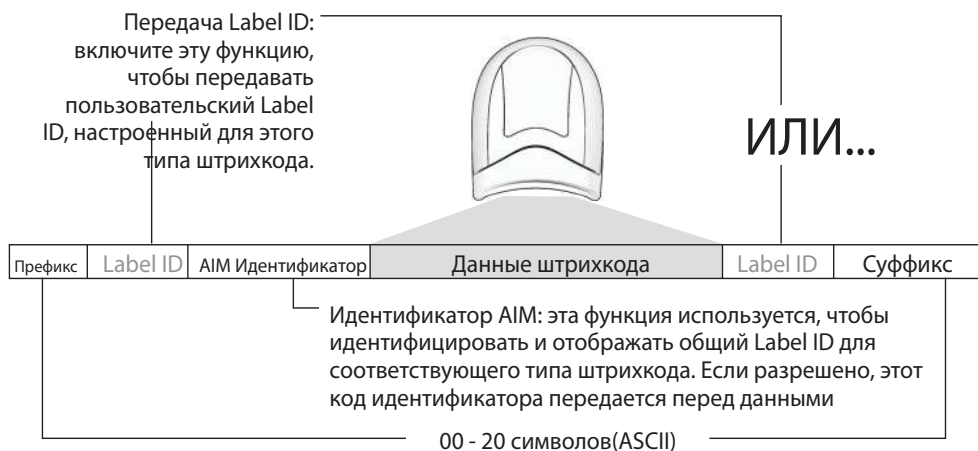 Передача Label ID:
включите эту функцию,
чтобы передавать
пользовательский Label
ID, настроенный для этого
типа штрихкода.
ИЛИ...
Префикс Label ID AIM Идентификатор Данные штрихкода Label ID Суффикс
Идентификатор AIM: эта функция используется, чтобы
идентифицировать и отображать общий Label ID для
соответствующего типа штрихкода. Если разрешено, этот
код идентификатора передается перед данными
00 - 20 символов(ASCII)